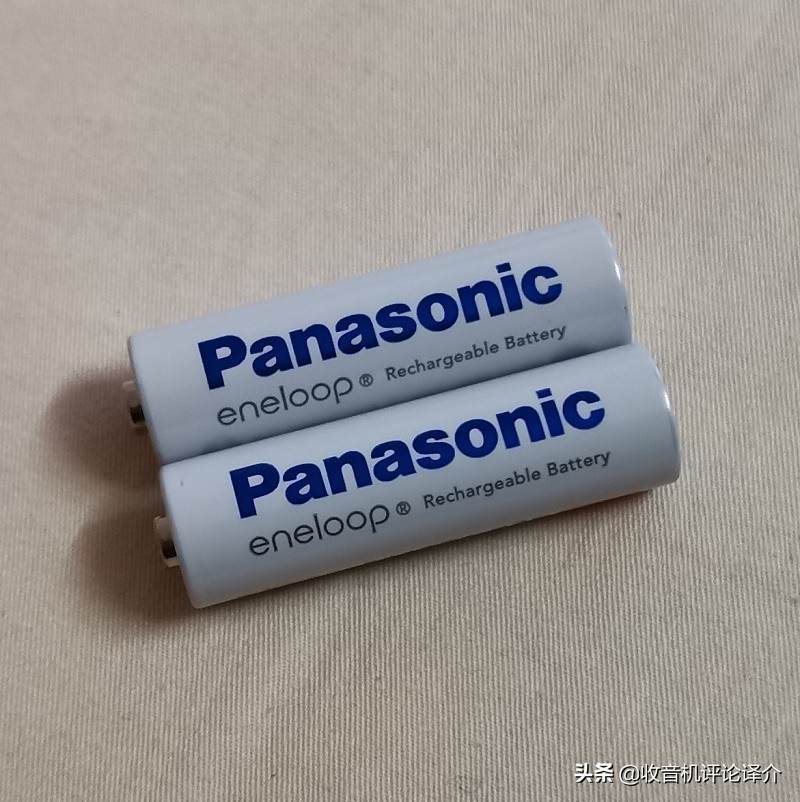 Panasonic
eneloop® Rechargeable Battery
Panasonic
eneloop® Rechargeable Battery
头条 @收音机评论译介